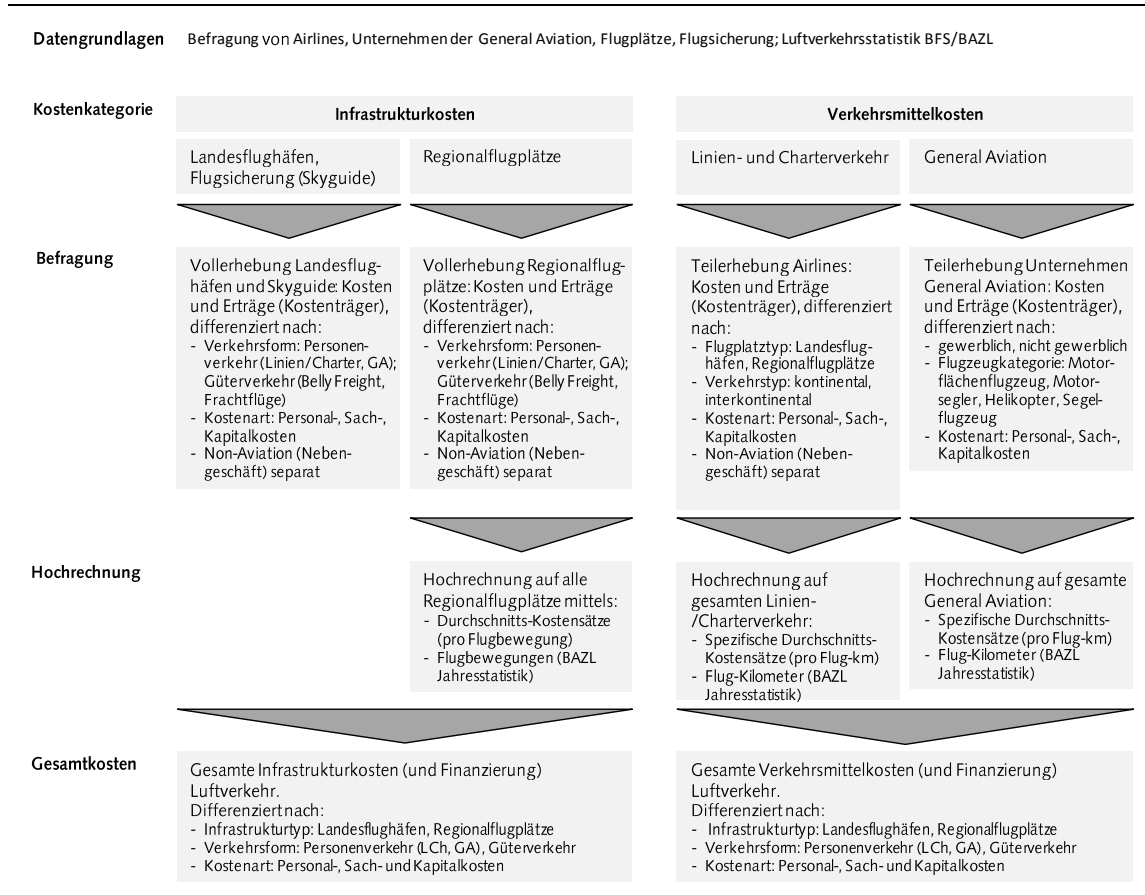 Datengrundlagen
Befragung von Airlines, Unternehmen der General Aviation, Flugplätze, Flugsicherung; Luftverkehrsstatistik BFS/BAZL
Kostenkategorie
Infrastrukturkosten
Verkehrsmittelkosten
Landesflughäfen,
Flugsicherung (Skyguide)
Regionalflugplätze
Linien- und Charterverkehr
General Aviation
Befragung
Vollerhebung Landesflug-
häfen und Skyguide: Kosten
und Erträge (Kostenträger),
differenziert nach:
- Verkehrsform: Personen-
verkehr (Linien/Charter, GA);
Güterverkehr (Belly Freight,
Frachtflüge)
- Kostenart: Personal-, Sach-,
Kapitalkosten
- Non-Aviation (Neben-
geschäft) separat
Vollerhebung Regionalflug-
plätze: Kosten und Erträge
(Kostenträger),
differenziert nach:
- Verkehrsform: Personen-
verkehr (Linien/Charter, GA);
Güterverkehr (Belly Freight,
Frachtflüge)
- Kostenart: Personal-, Sach-,
Kapitalkosten
- Non-Aviation (Neben-
geschäft) separat
Teilerhebung Airlines:
Kosten und Erträge
(Kostenträger), differenziert
nach:
- Flugplatztyp: Landesflug-
häfen, Regionalflugplätze
- Verkehrstyp: kontinental,
interkontinental
- Kostenart: Personal-, Sach-,
Kapitalkosten
- Non-Aviation (Neben-
geschäft) separat
Teilerhebung Unternehmen
General Aviation: Kosten
und Erträge (Kostenträger),
differenziert nach:
- gewerblich, nicht gewerblich
- Flugzeugkategorie: Motor-
flächenflugzeug, Motor-
segler, Helikopter, Segel-
flugzeug
- Kostenart: Personal-, Sach-,
Kapitalkosten
Hochrechnung
Hochrechnung auf alle
Regionalflugplätze mittels:
- Durchschnitts-Kostensätze
(pro Flugbewegung)
- Flugbewegungen (BAZL
Jahresstatistik)
Hochrechnung auf
gesamten Linien-
/Charterverkehr:
- Spezifische Durchschnitts-
Kostensätze (pro Flug-km)
- Flug-Kilometer (BAZL
Jahresstatistik)
Hochrechnung auf gesamte
General Aviation:
- Spezifische Durchschnitts-
Kostensätze (pro Flug-km)
- Flug-Kilometer (BAZL
Jahresstatistik)
Gesamtkosten
Gesamte Infrastrukturkosten (und Finanzierung)
Luftverkehr.
Differenziert nach:
- Infrastrukturtyp: Landesflughäfen, Regionalflugplätze
- Verkehrsform: Personenverkehr (LCh, GA), Güterverkehr
- Kostenart: Personal-, Sach- und Kapitalkosten
Gesamte Verkehrsmittelkosten (und Finanzierung)
Luftverkehr.
Differenziert nach:
- Infrastrukturtyp: Landesflughäfen, Regionalflugplätze
- Verkehrsform: Personenverkehr (LCh, GA), Güterverkehr
- Kostenart: Personal-, Sach- und Kapitalkosten